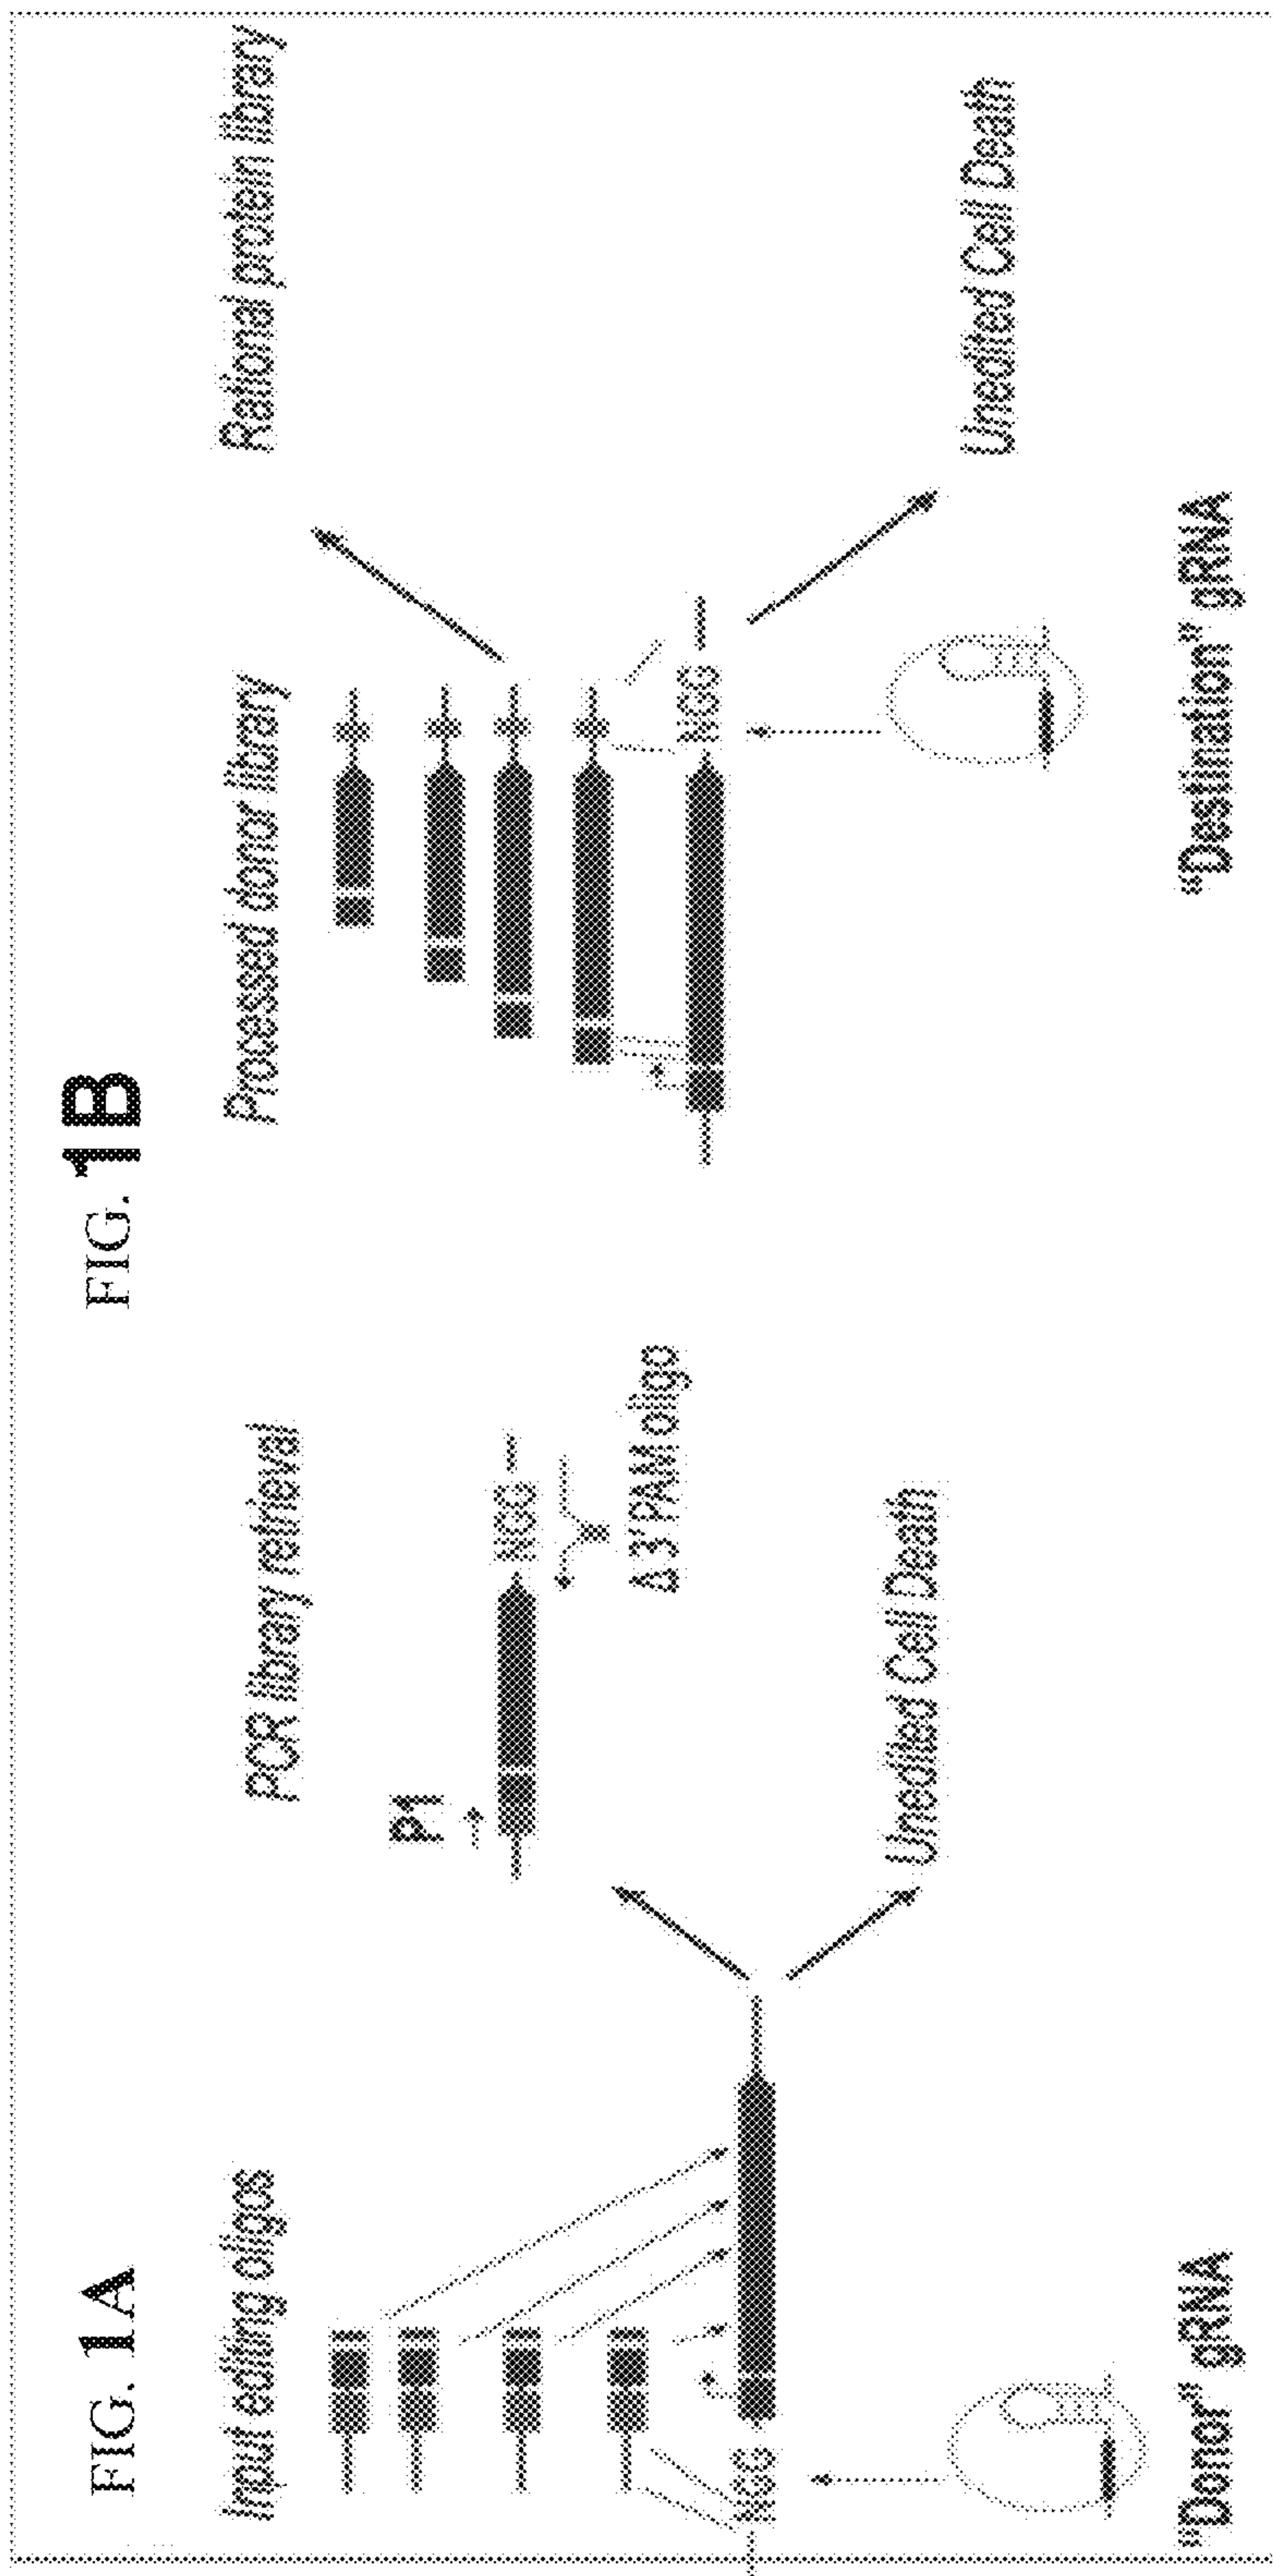 FIG. 1A
Input editing oligos
NGG
"Donor" gRNA
PCR library retrieval
P1
NGG
Δ3' PAM oligo
Unedited Cell Death
FIG. 1B
Processed donor library
NGG
"Destination" gRNA
Rational protein library
Unedited Cell Death